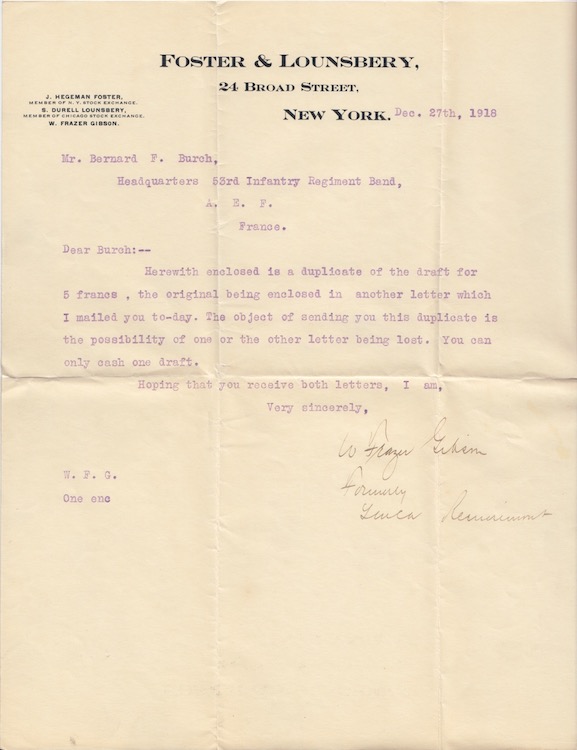 FOSTER & LOUNSBERY,
24 BROAD STREET,
NEW YORK. Dec. 27th, 1918
J. HEGEMAN FOSTER,
MEMBER OF N.Y. STOCK EXCHANGE.
S. DURELL LOUNSBERY,
MEMBER OF CHICAGO STOCK EXCHANGE.
W. FRAZER GIBSON.
Mr. Bernard F. Burch,
Headquarters 53rd Infantry Regiment Band,
A. E. F.
France.
Dear Burch:--
Herewith enclosed is a duplicate of the draft for
5 francs , the original being enclosed in another letter which
I mailed you to-day. The object of sending you this duplicate is
the possibility of one or the other letter being lost. You can
only cash one draft.
Hoping that you receive both letters, I am,
Very sincerely,
W Frazer Gibson
Formerly
W. F. G.
One enc